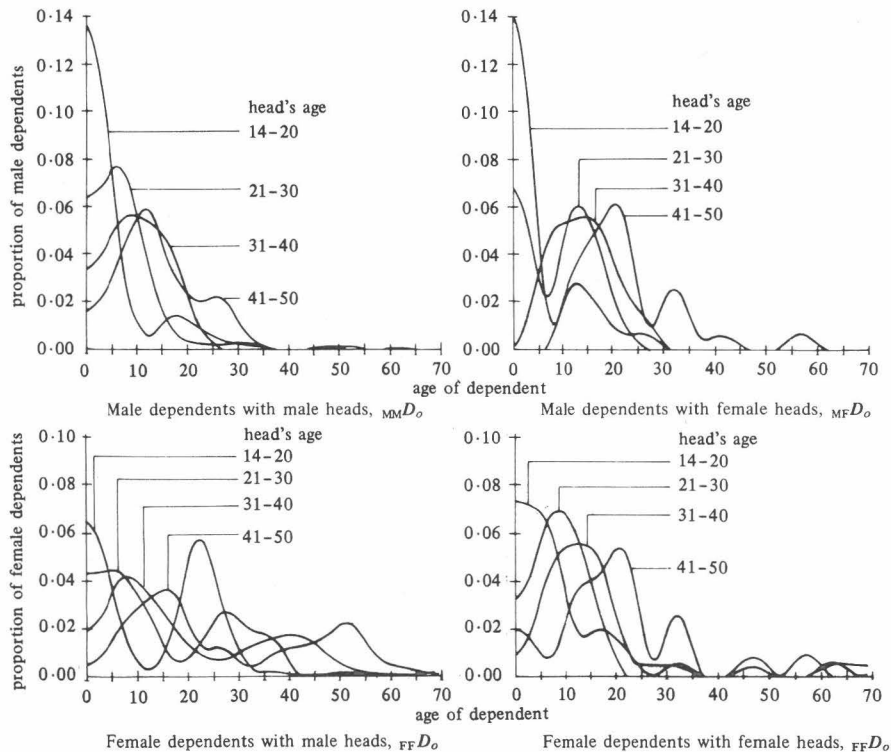 0·14
0·12
0·10
0·08
0·06
0·04
0·02
0·00
proportion of male dependents
head's age
14–20
21–30
31–40
41–50
0 10 20 30 40 50 60 70
0·14
0·12
0·10
0·08
0·06
0·04
0·02
0·00
head's age
14–20
21–30
31–40
41–50
0 10 20 30 40 50 60 70
age of dependent
Male dependents with male heads, MMDo
Male dependents with female heads, MFDo
0·10
0·08
0·06
0·04
0·02
0·00
proportion of female dependents
head's age
14–20
21–30
31–40
41–50
0 10 20 30 40 50 60 70
0·10
0·08
0·06
0·04
0·02
0·00
head's age
14–20
21–30
31–40
41–50
0 10 20 30 40 50 60 70
age of dependent
Female dependents with male heads, FFDo
Female dependents with female heads, FFDo